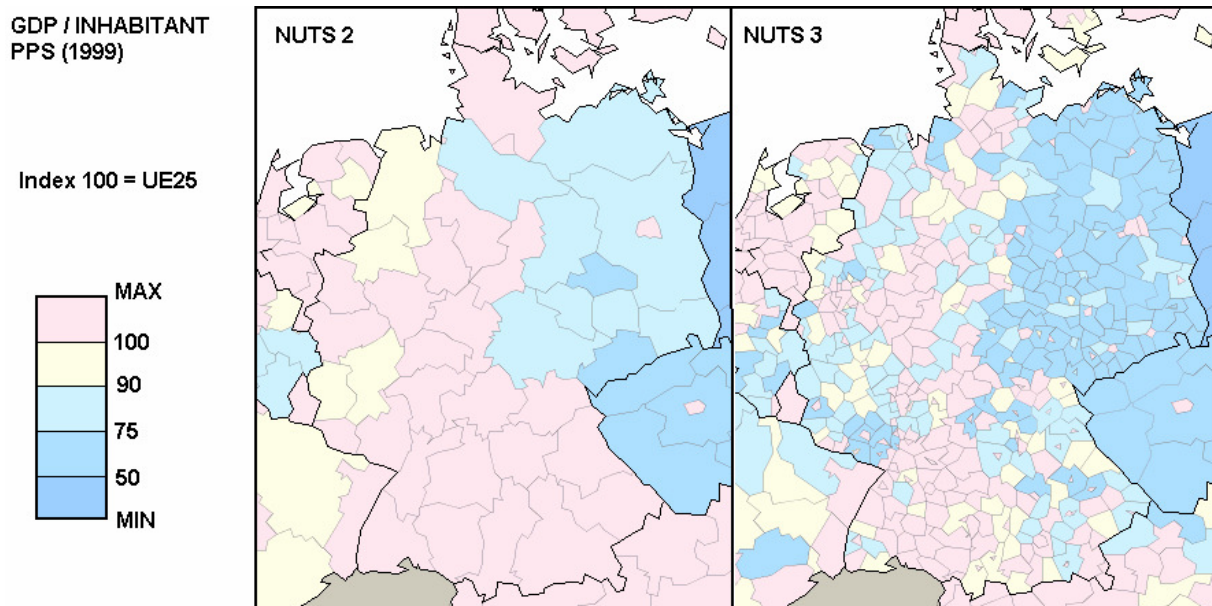 GDP / INHABITANT
PPS (1999)
Index 100 = UE25
MAX
100
90
75
50
MIN
NUTS 2
NUTS 3